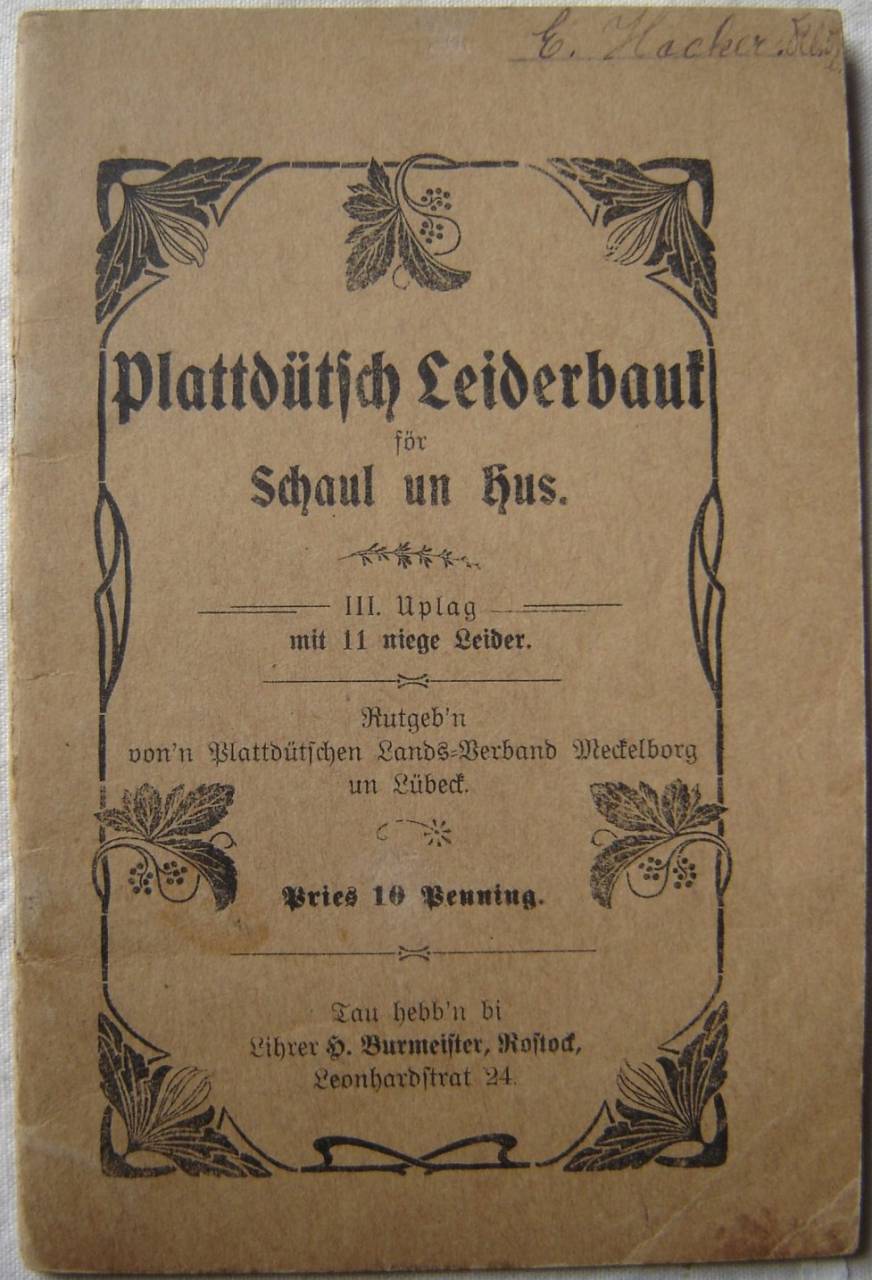 E. Hacker.
Plattdütsch Leiderbauk
för
Schaul un Hus.
III. Uplag
mit 11 niege Leider.
Rutgeb'n
von'n Plattdütschen Lands-Verband Meckelborg
un Lübeck.
Pries 10 Penning.
Tau hebb'n bi
Lihrer H. Burmeister, Rostock,
Leonhardstrat 24.